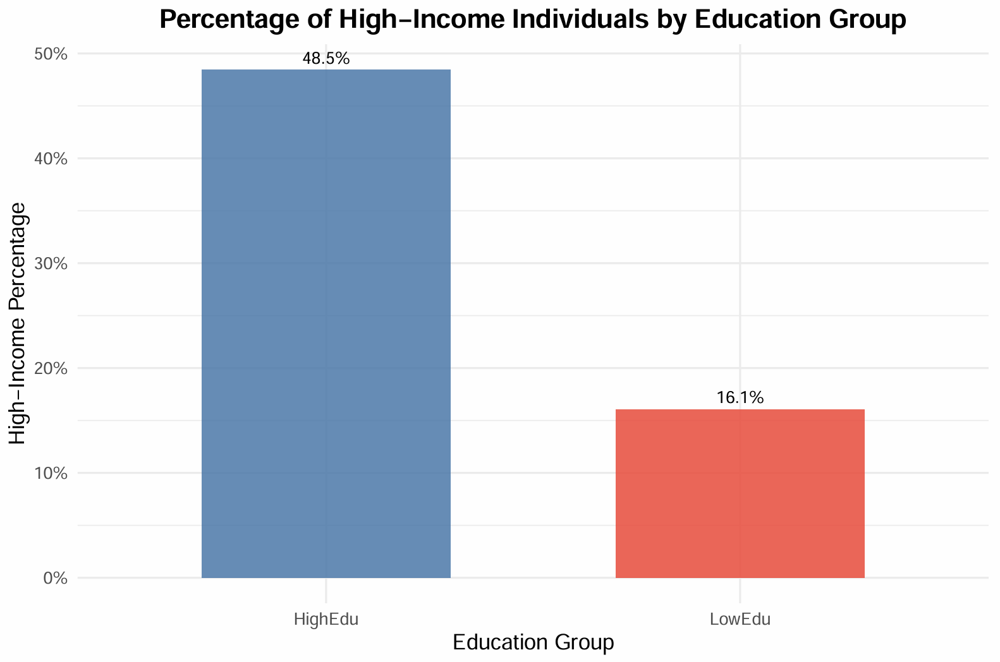 Percentage of High−Income Individuals by Education Group
High−Income Percentage
50%
40%
30%
20%
10%
0%
48.5%
16.1%
HighEdu
LowEdu
Education Group